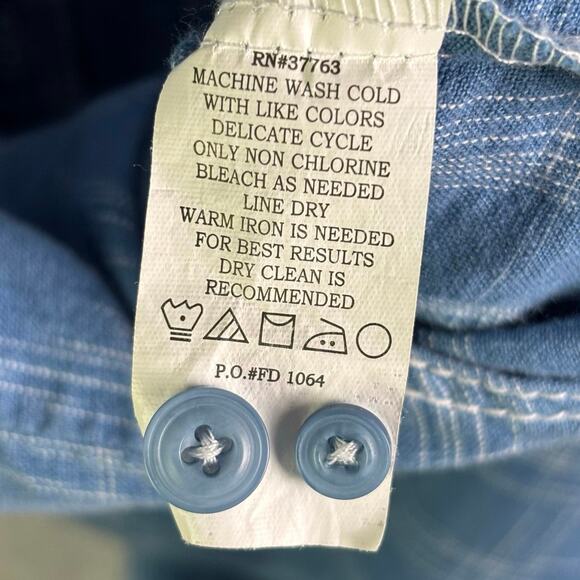 RN#37763
MACHINE WASH COLD
WITH LIKE COLORS
DELICATE CYCLE
ONLY NON CHLORINE
BLEACH AS NEEDED
LINE DRY
WARM IRON IS NEEDED
FOR BEST RESULTS
DRY CLEAN IS
RECOMMENDED
P.O.#FD 1064